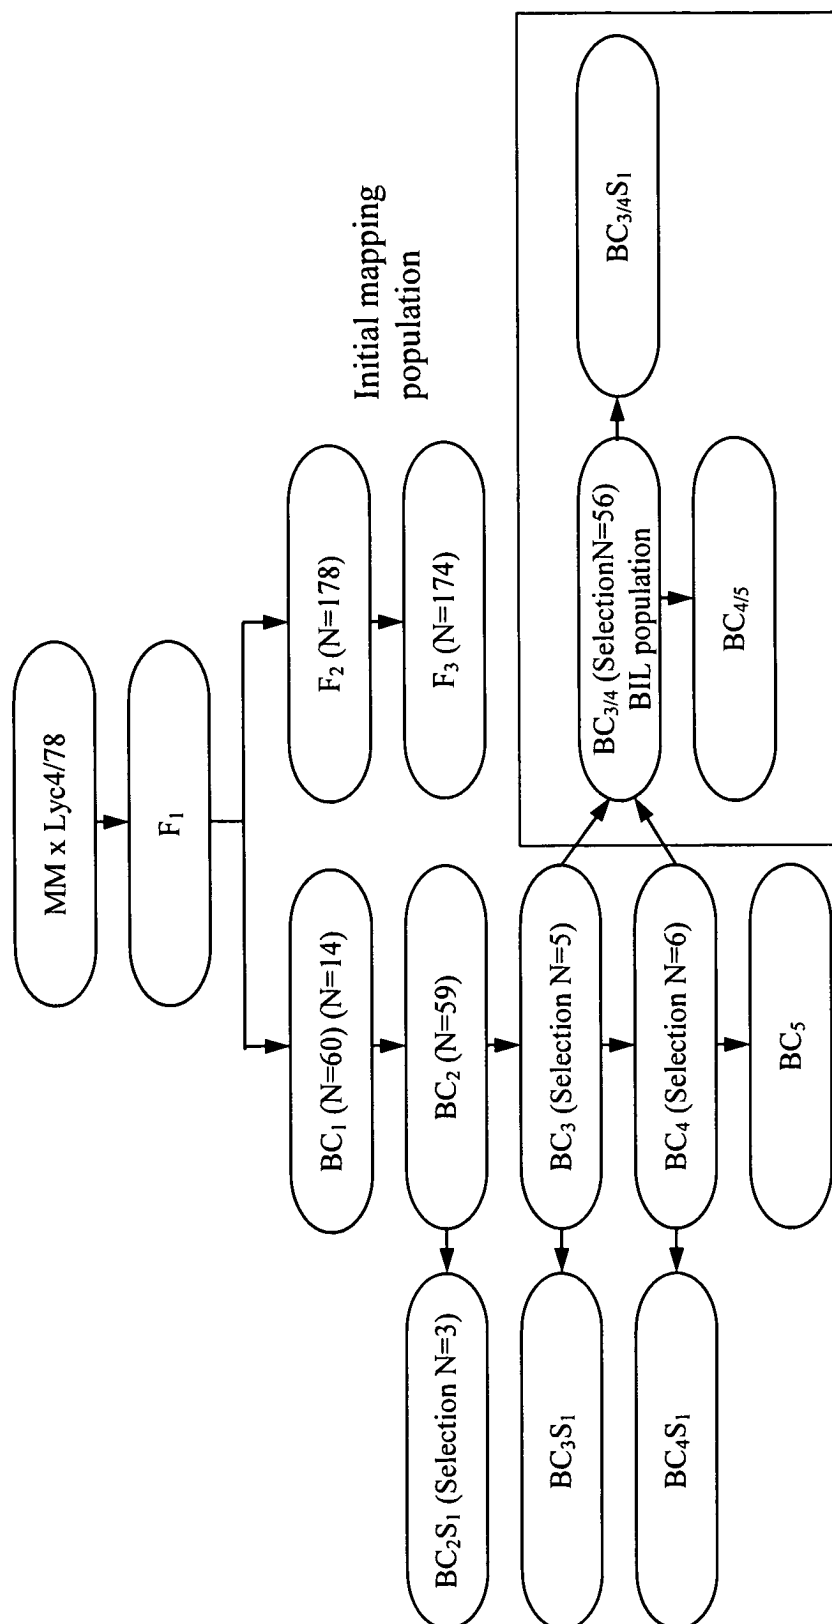 MM x Lyc4/78
F₁
BC₁ (N=60) (N=14)
F₂ (N=178)
Initial mapping
population
BC₂S₁ (Selection N=3)
BC₂ (N=59)
F₃ (N=174)
BC₃S₁
BC₃ (Selection N=5)
BC₃/₄ (SelectionN=56)
BIL population
BC₃/₄S₁
BC₄S₁
BC₄ (Selection N=6)
BC₄/₅
BC₅